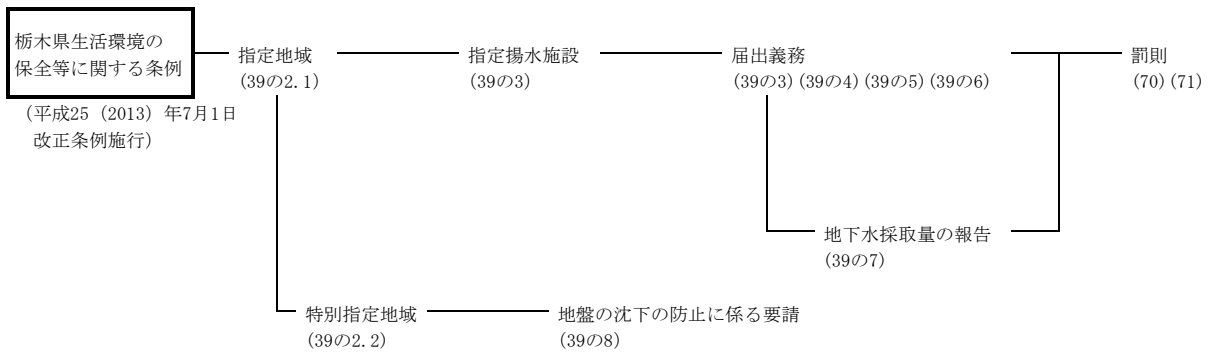 栃木県生活環境の
保全等に関する条例
（平成25（2013）年7月1日
改正条例施行）
指定地域
(39の2.1)
指定揚水施設
(39の3)
届出義務
(39の3)(39の4)(39の5)(39の6)
罰則
(70)(71)
地下水採取量の報告
(39の7)
特別指定地域
(39の2.2)
地盤の沈下の防止に係る要請
(39の8)